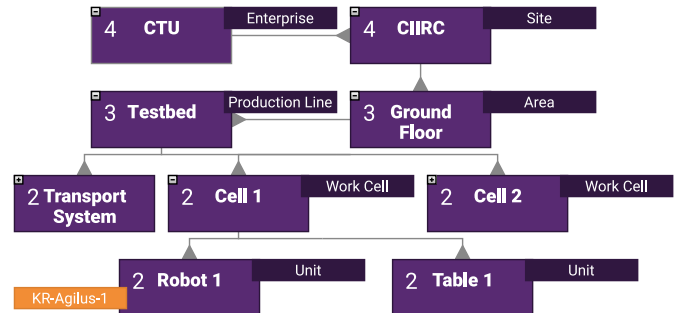 4 CTU Enterprise
4 CIIRC Site
3 Testbed Production Line
3 Ground Area
Floor
2 Transport
System
2 Cell 1 Work Cell
2 Cell 2 Work Cell
2 Robot 1 Unit
KR-Agilus-1
2 Table 1 Unit